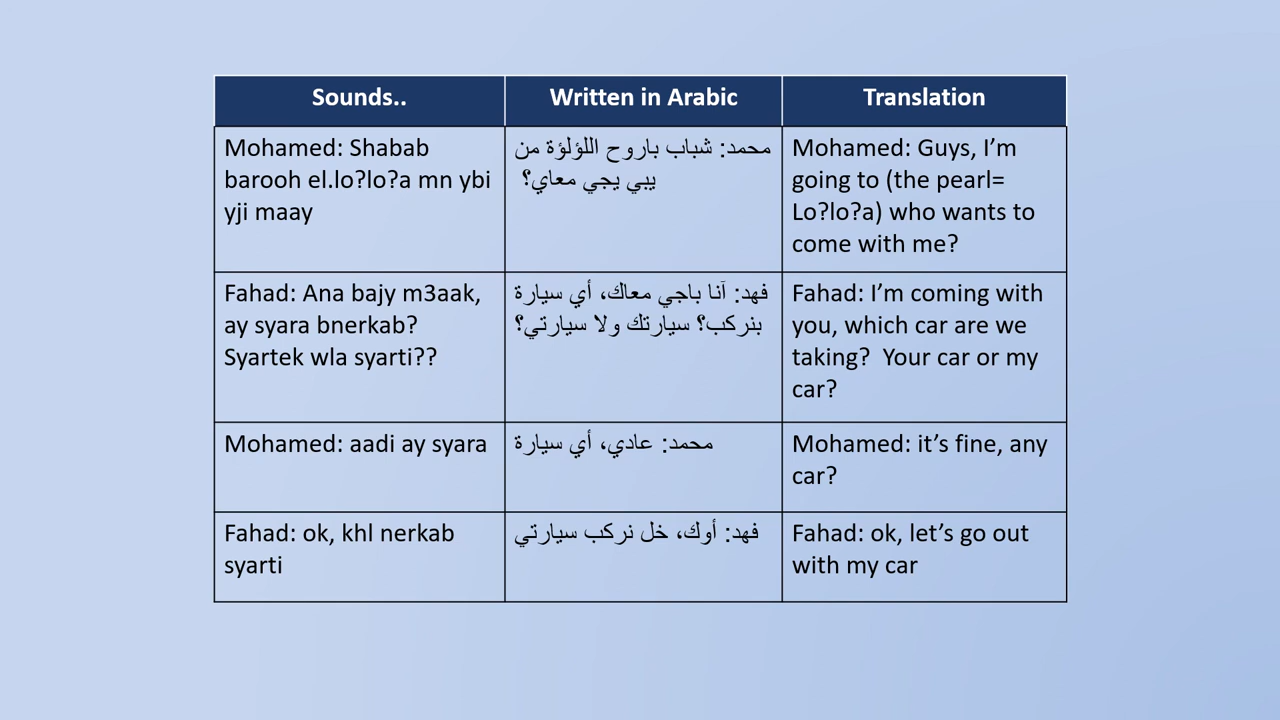 Sounds..
Written in Arabic
Translation
Mohamed: Shabab
barooh el.lo?lo?a mn ybi
yji maay
محمد: شباب باروح اللؤلؤة من
يبي يجي معاي؟
Mohamed: Guys, I’m
going to (the pearl=
Lo?lo?a) who wants to
come with me?
Fahad: Ana bajy m3aak,
ay syara bnerkab?
Syartek wla syarti??
فهد: آنا باجي معاك، أي سيارة
بنركب؟ سيارتك ولا سيارتي؟
Fahad: I’m coming with
you, which car are we
taking?  Your car or my
car?
Mohamed: aadi ay syara
محمد: عادي، أي سيارة
Mohamed: it’s fine, any
car?
Fahad: ok, khl nerkab
syarti
فهد: أوك، خل نركب سيارتي
Fahad: ok, let’s go out
with my car